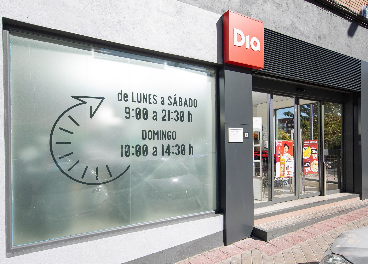 Dia
de LUNES a SÁBADO
9:00 a 21:30 h
DOMINGO
10:00 a 14:30 h